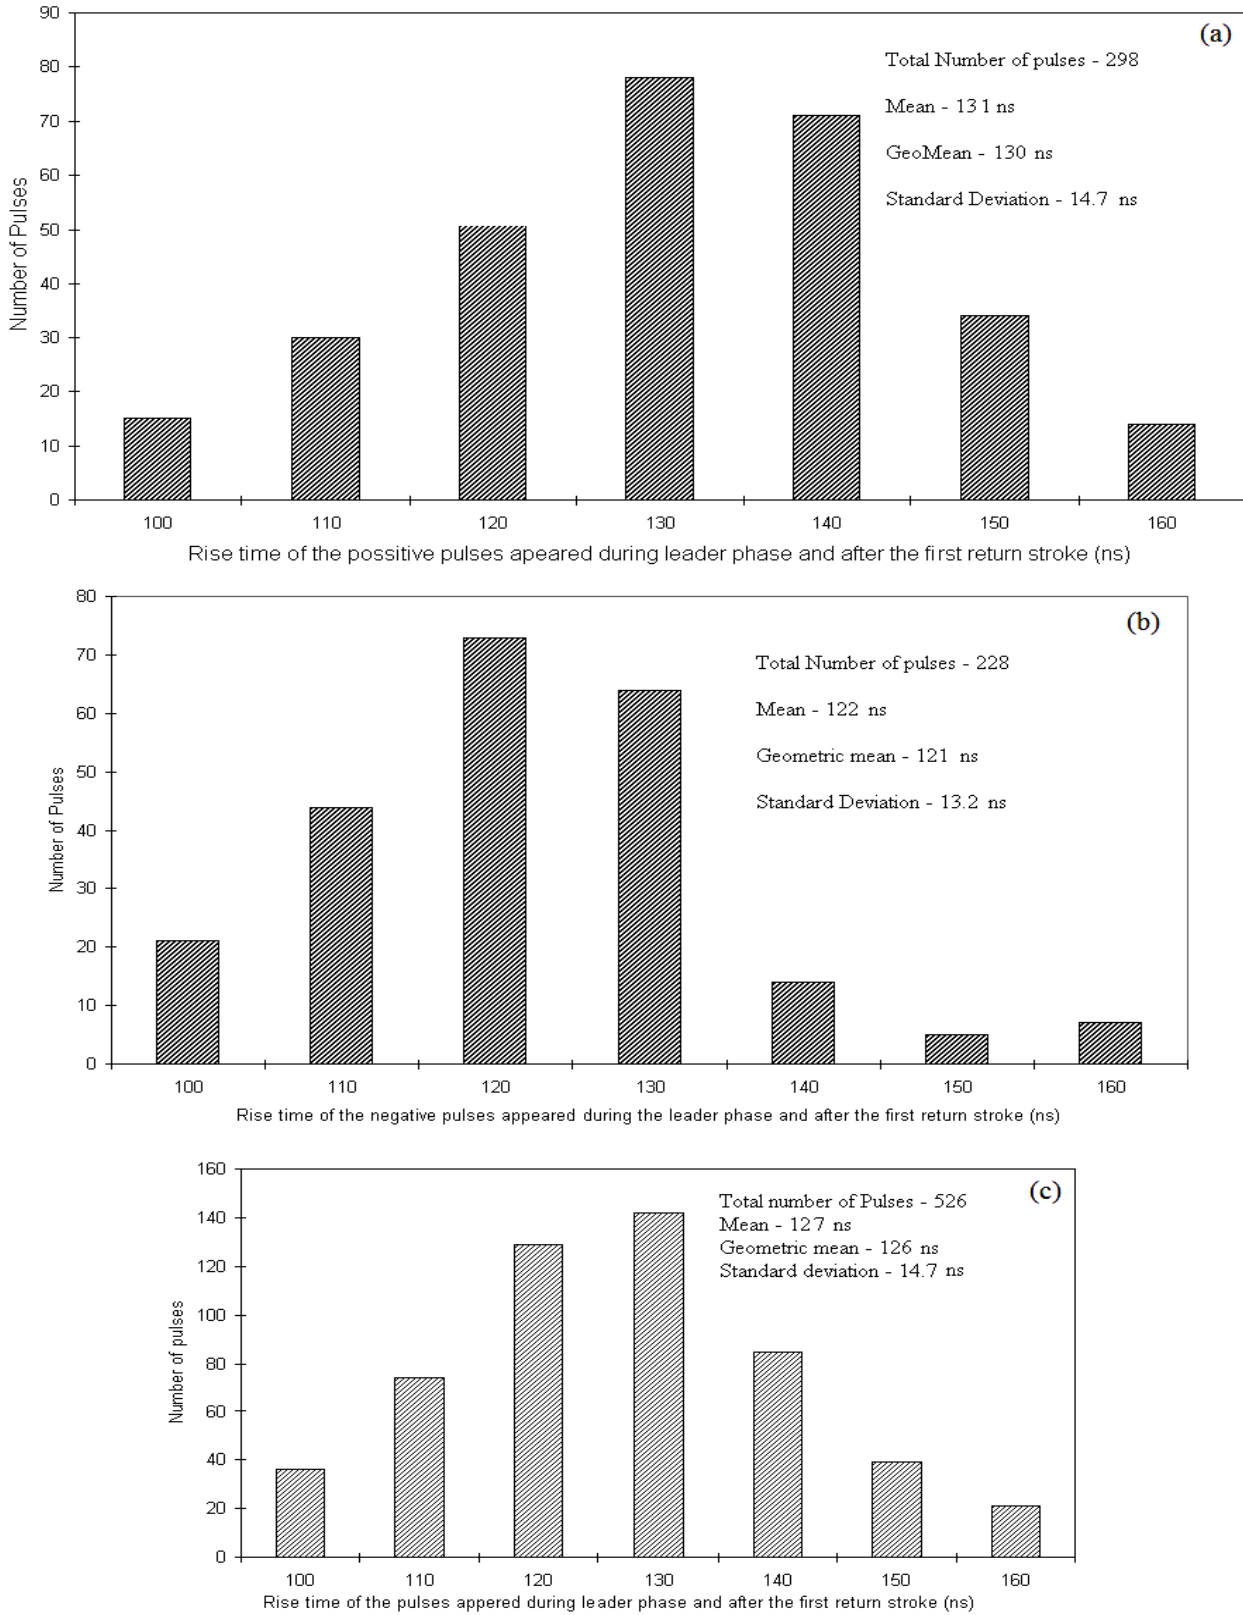 (a)
Total Number of pulses - 298
Mean - 131 ns
GeoMean - 130 ns
Standard Deviation - 14.7 ns
Number of Pulses
90
80
70
60
50
40
30
20
10
0
100 110 120 130 140 150 160
Rise time of the possitive pulses apeared during leader phase and after the first return stroke (ns)
(b)
Total Number of pulses - 228
Mean - 122 ns
Geometric mean - 121 ns
Standard Deviation - 13.2 ns
Number of Pulses
80
70
60
50
40
30
20
10
0
100 110 120 130 140 150 160
Rise time of the negative pulses appeared during the leader phase and after the first return stroke (ns)
(c)
Total number of Pulses - 526
Mean - 127 ns
Geometric mean - 126 ns
Standard deviation - 14.7 ns
Number of pulses
160
140
120
100
80
60
40
20
0
100 110 120 130 140 150 160
Rise time of the pulses appered during leader phase and after the first return stroke (ns)